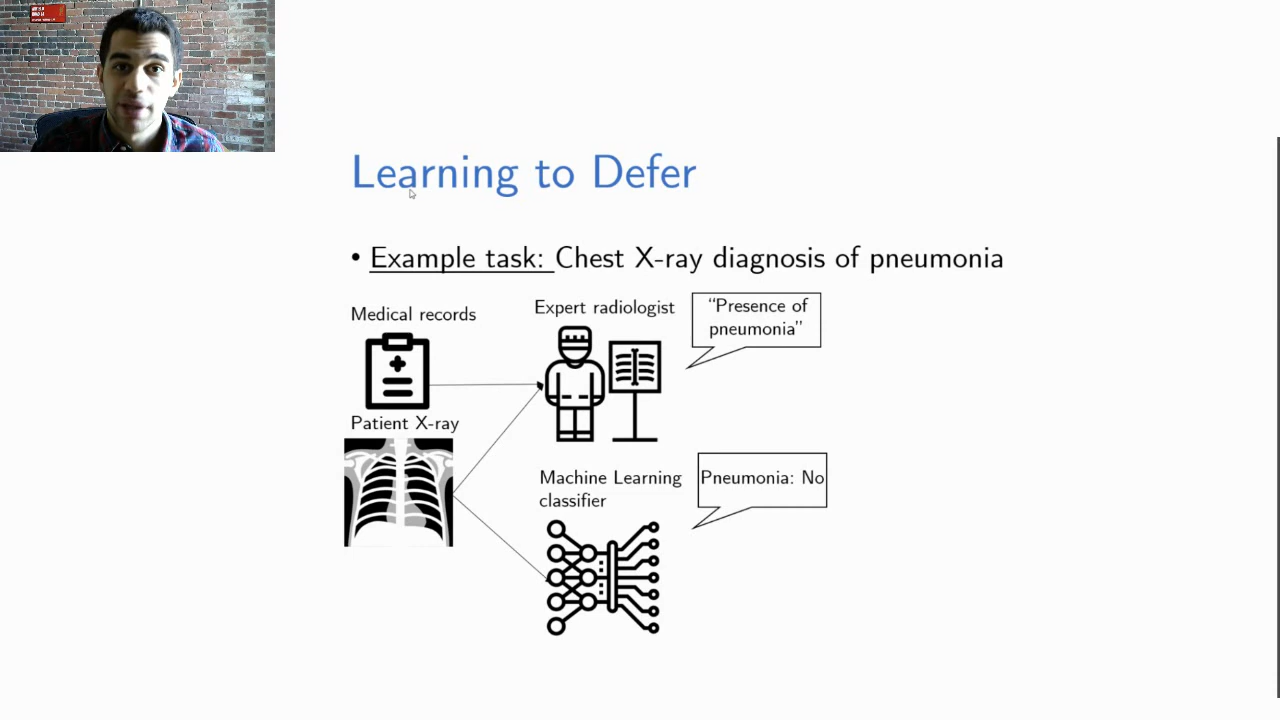 Learning to Defer
• Example task: Chest X-ray diagnosis of pneumonia
Medical records
Expert radiologist
“Presence of
pneumonia”
Patient X-ray
Machine Learning
classifier
Pneumonia: No